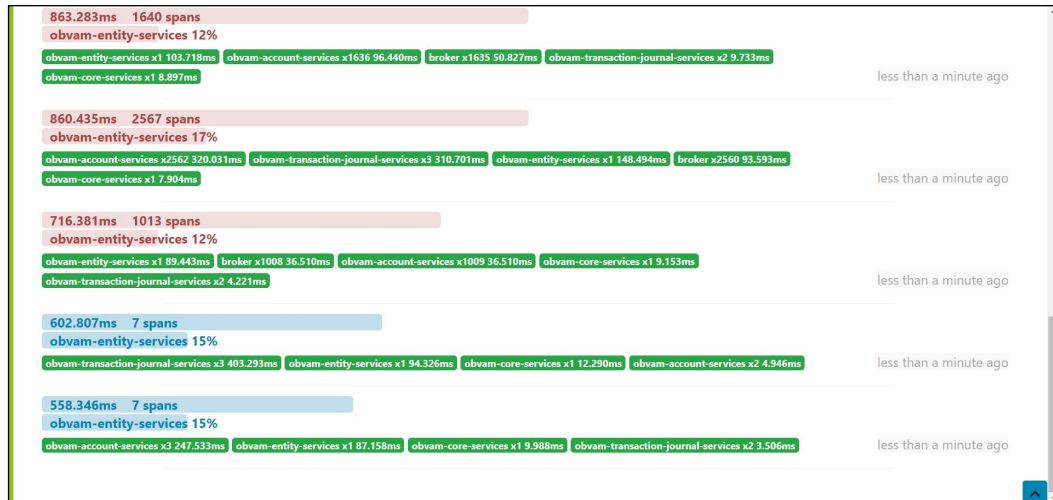 863.283ms 1640 spans
obvam-entity-services 12%
obvam-entity-services x1 103.718ms obvam-account-services x1636 96.440ms broker x1635 50.827ms obvam-transaction-journal-services x2 9.733ms
obvam-core-services x1 8.897ms less than a minute ago
860.435ms 2567 spans
obvam-entity-services 17%
obvam-account-services x2562 320.031ms obvam-transaction-journal-services x3 310.701ms obvam-entity-services x1 148.494ms broker x2560 93.593ms
obvam-core-services x1 7.904ms less than a minute ago
716.381ms 1013 spans
obvam-entity-services 12%
obvam-entity-services x1 89.443ms broker x1008 36.510ms obvam-account-services x1009 36.510ms obvam-core-services x1 9.153ms
obvam-transaction-journal-services x2 4.221ms less than a minute ago
602.807ms 7 spans
obvam-entity-services 15%
obvam-transaction-journal-services x3 403.293ms obvam-entity-services x1 94.326ms obvam-core-services x1 12.290ms obvam-account-services x2 4.946ms less than a minute ago
558.346ms 7 spans
obvam-entity-services 15%
obvam-account-services x3 247.533ms obvam-entity-services x1 87.158ms obvam-core-services x1 9.988ms obvam-transaction-journal-services x2 3.506ms less than a minute ago